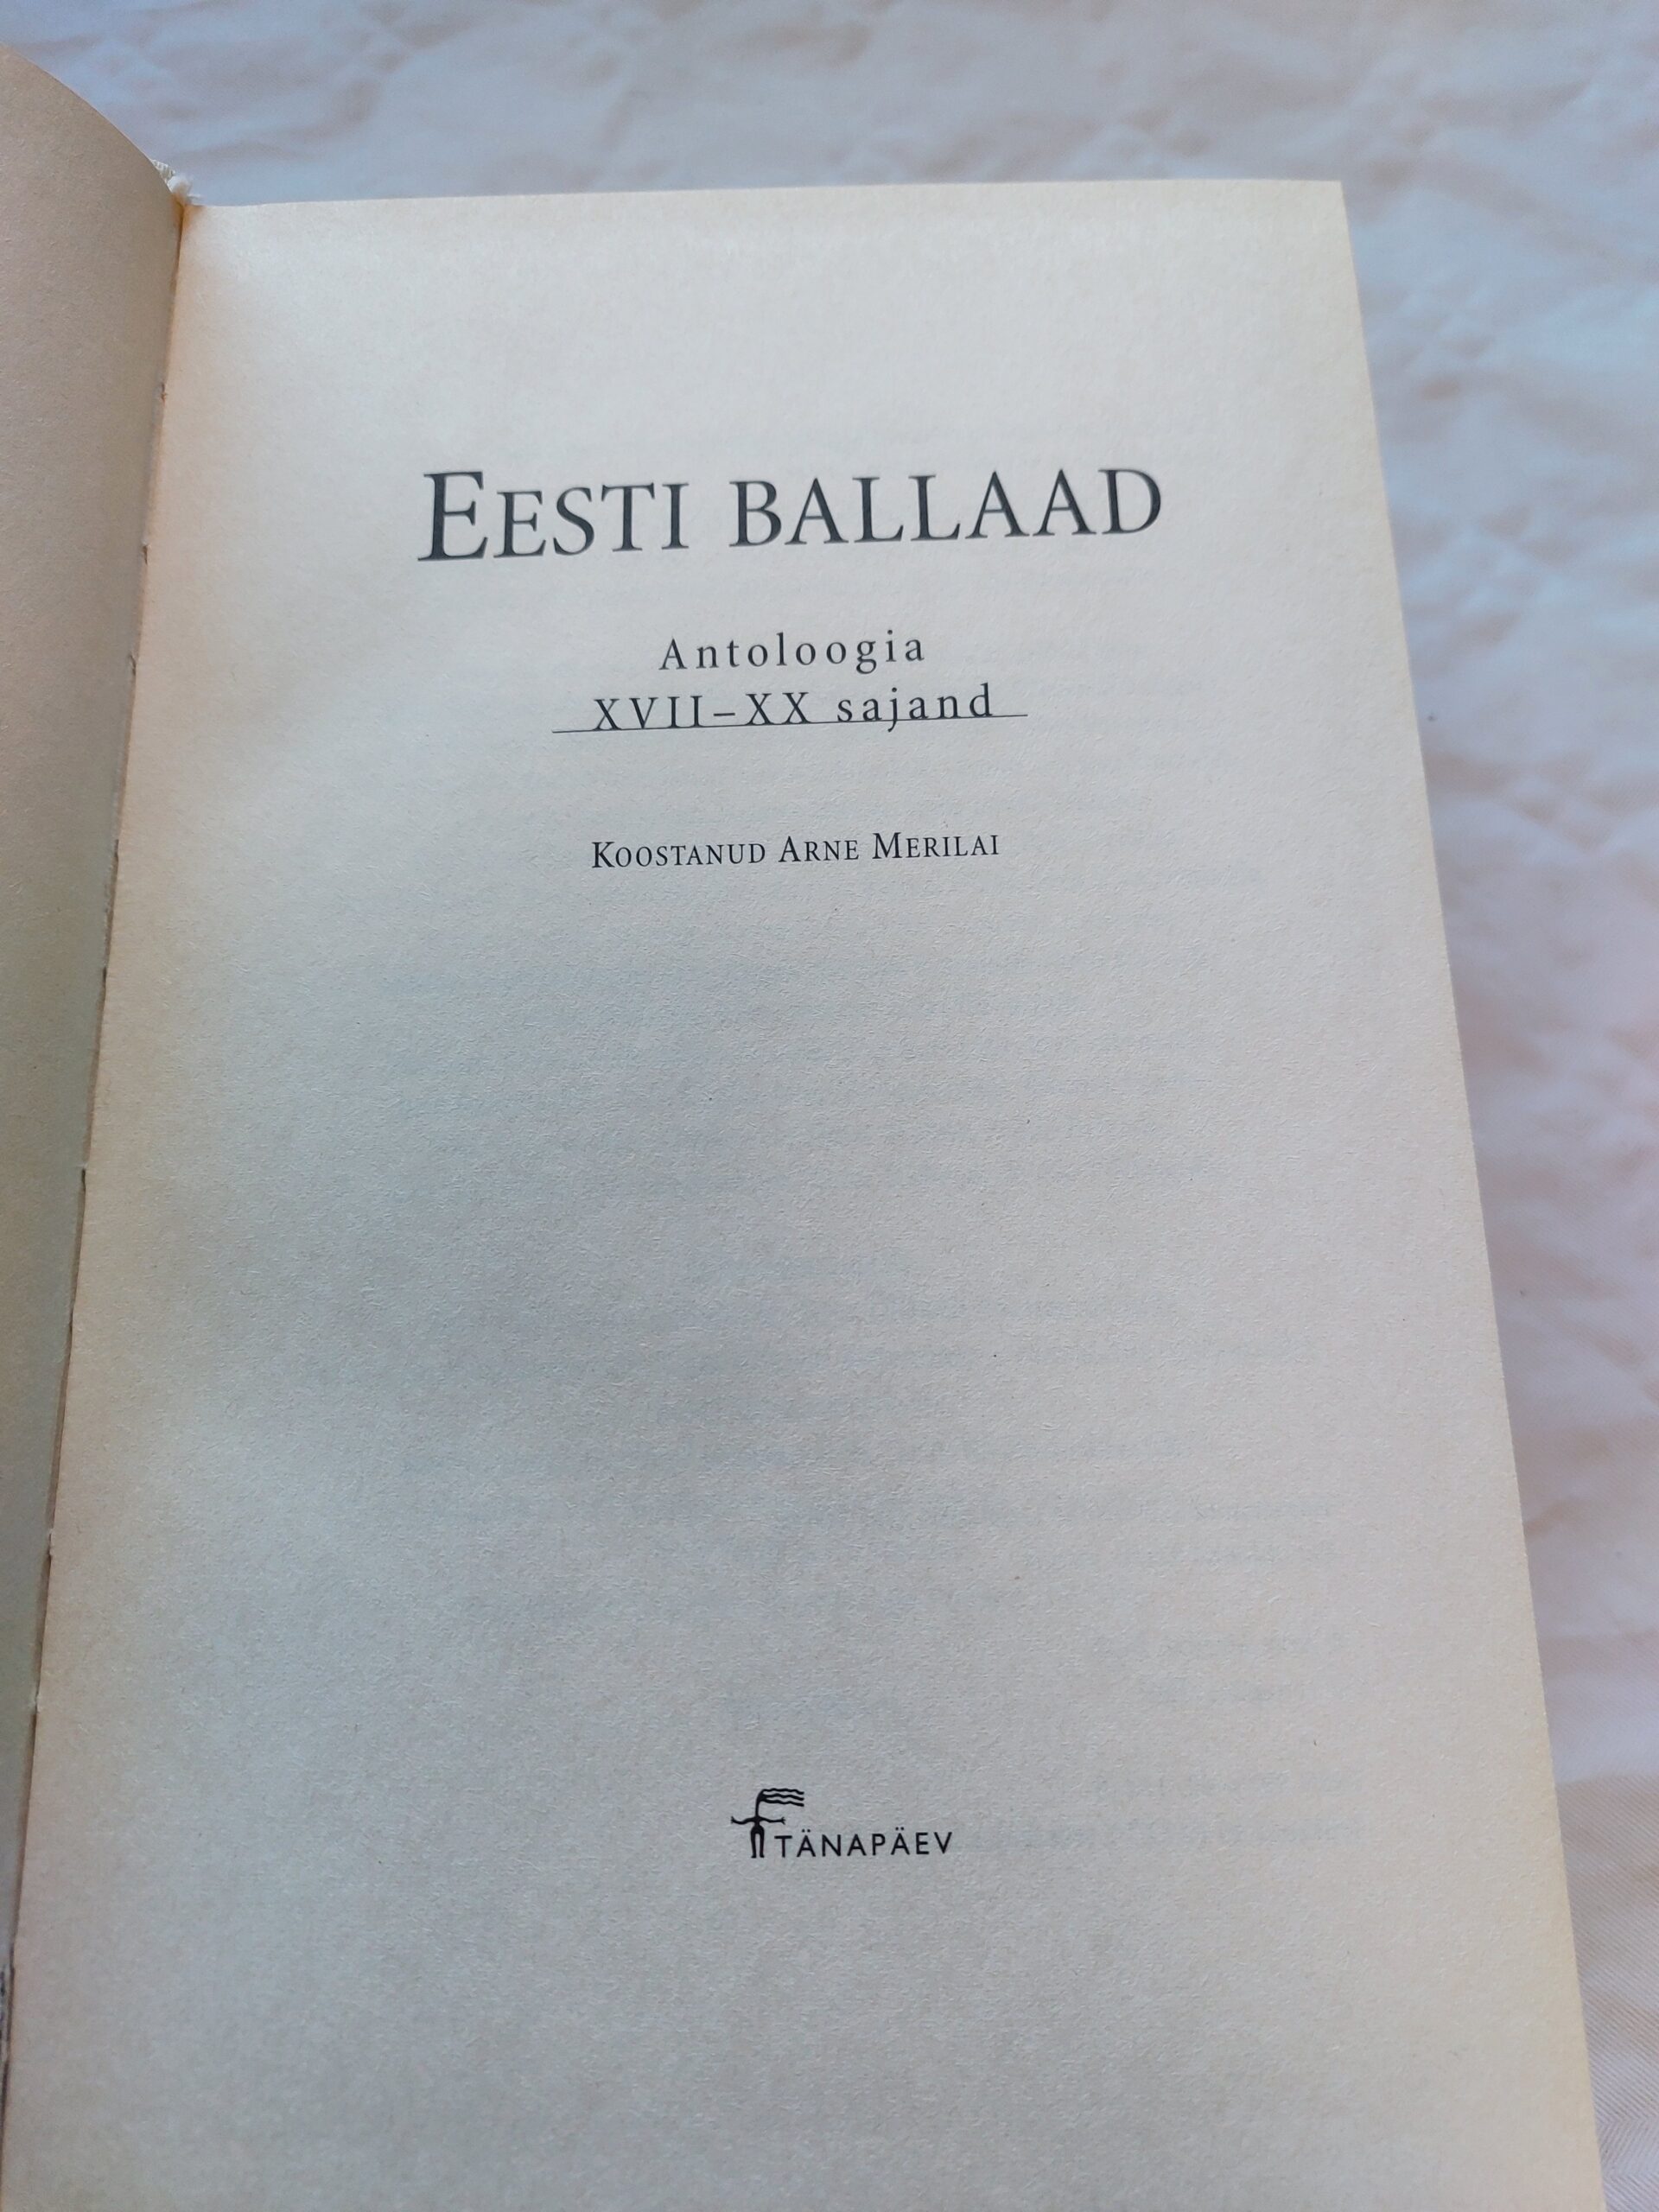 EESTI BALLAAD
Antoloogia
XVII–XX sajand
KOOSTANUD ARNE MERILAI
TÄNAPÄEV